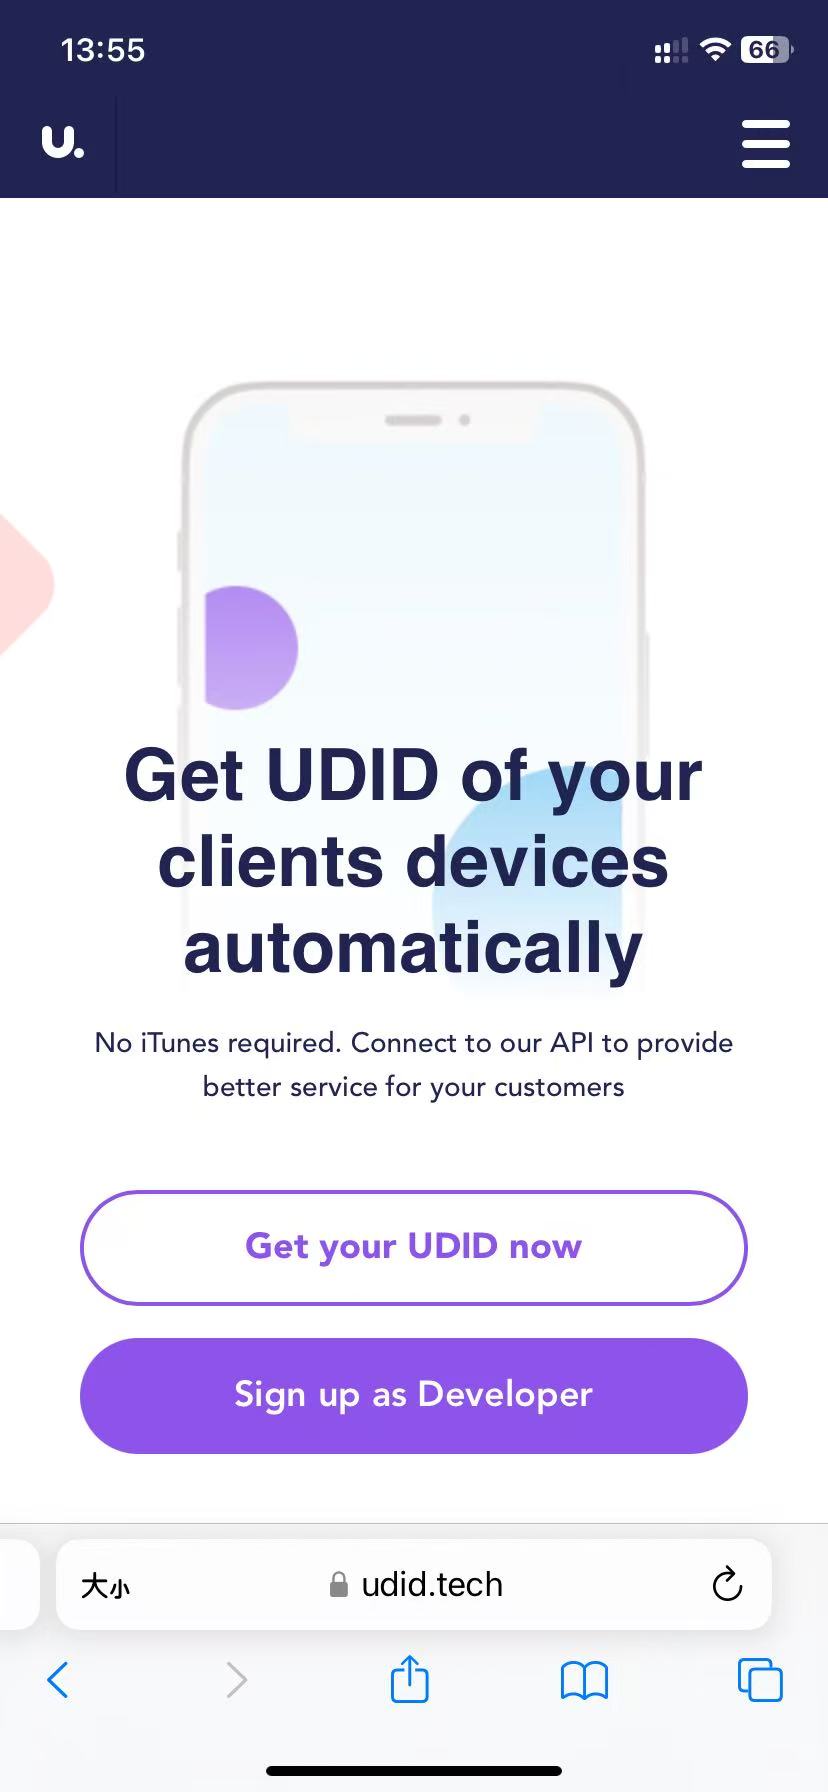 13:55
66
U.
Get UDID of your
clients devices
automatically
No iTunes required. Connect to our API to provide
better service for your customers
Get your UDID now
Sign up as Developer
大小
udid.tech